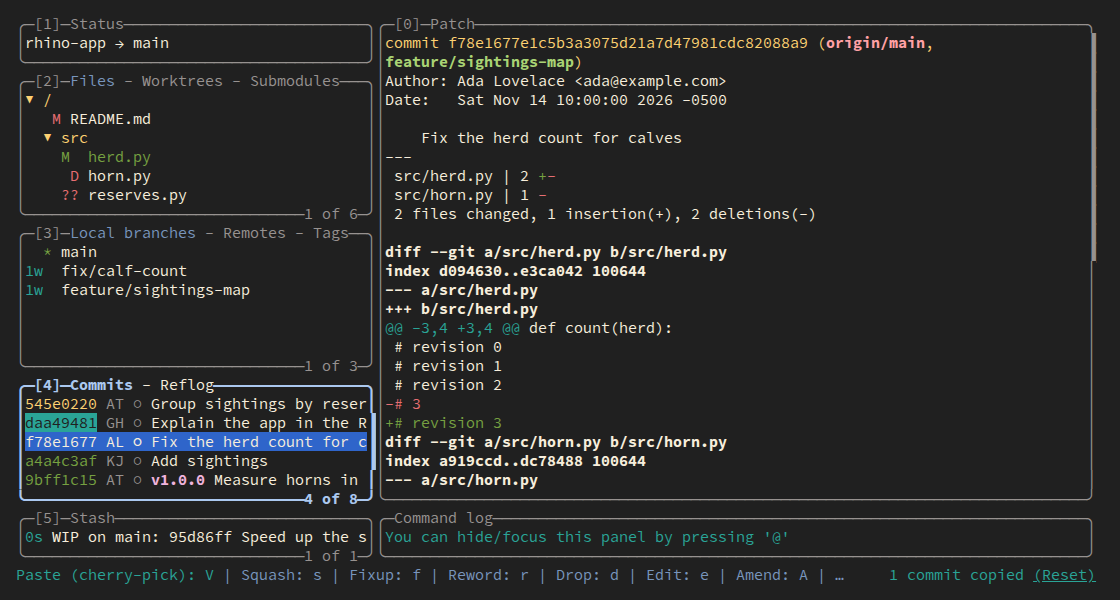 [1]─Status
rhino-app → main
[2]─Files - Worktrees - Submodules
▼ /
M README.md
▼ src
M herd.py
D horn.py
?? reserves.py
1 of 6
[3]─Local branches - Remotes - Tags
* main
1w fix/calf-count
1w feature/sightings-map
1 of 3
[4]─Commits - Reflog
545e0220 AT ○ Group sightings by reser
daa49481 GH ○ Explain the app in the R
f78e1677 AL ○ Fix the herd count for c
a4a4c3af KJ ○ Add sightings
9bff1c15 AT ○ v1.0.0 Measure horns in
4 of 8
[5]─Stash
0s WIP on main: 95d86ff Speed up the s
1 of 1
[0]─Patch
commit f78e1677e1c5b3a3075d21a7d47981cdc82088a9 (origin/main,
feature/sightings-map)
Author: Ada Lovelace <ada@example.com>
Date:   Sat Nov 14 10:00:00 2026 -0500
Fix the herd count for calves
---
src/herd.py | 2 +-
src/horn.py | 1 -
2 files changed, 1 insertion(+), 2 deletions(-)
diff --git a/src/herd.py b/src/herd.py
index d094630..e3ca042 100644
--- a/src/herd.py
+++ b/src/herd.py
@@ -3,4 +3,4 @@ def count(herd):
# revision 0
# revision 1
# revision 2
-# 3
+# revision 3
diff --git a/src/horn.py b/src/horn.py
index a919ccd..dc78488 100644
--- a/src/horn.py
Command log
You can hide/focus this panel by pressing '@'
Paste (cherry-pick): V | Squash: s | Fixup: f | Reword: r | Drop: d | Edit: e | Amend: A | … 1 commit copied (Reset)